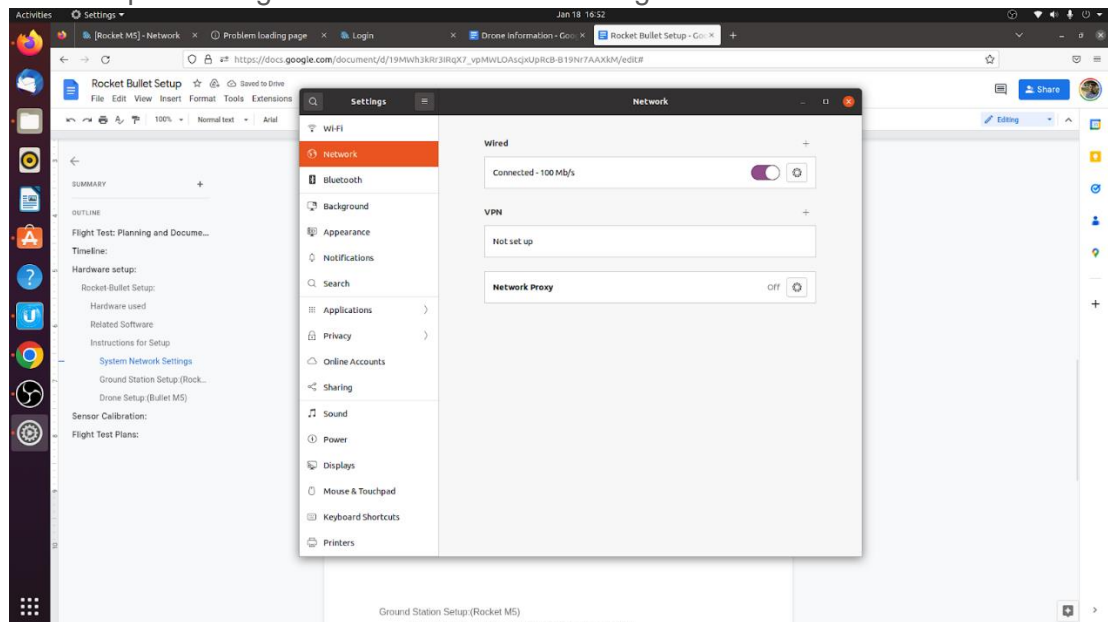 Activities
Settings
Jan 18 16:52
[Rocket M5] - Network
Problem loading page
Login
Drone Information - Goo
Rocket Bullet Setup - Goo
https://docs.google.com/document/d/19MWh3kRr3IRqX7_vpMwLOAscjxUpRcB-B19Nr7AAXkM/edit#
Rocket Bullet Setup
Saved to Drive
File Edit View Insert Format Tools Extensions
Share
100%
Normal text
Arial
Editing
SUMMARY
OUTLINE
Flight Test: Planning and Docume...
Timeline:
Hardware setup:
Rocket-Bullet Setup:
Hardware used
Related Software
Instructions for Setup
System Network Settings
Ground Station Setup:(Rock...
Drone Setup:(Bullet M5)
Sensor Calibration:
Flight Test Plans:
Settings
Network
Wi-Fi
Network
Bluetooth
Background
Appearance
Notifications
Search
Applications
Privacy
Online Accounts
Sharing
Sound
Power
Displays
Mouse & Touchpad
Keyboard Shortcuts
Printers
Wired
Connected - 100 Mb/s
VPN
Not set up
Network Proxy
Off
Ground Station Setup:(Rocket M5)